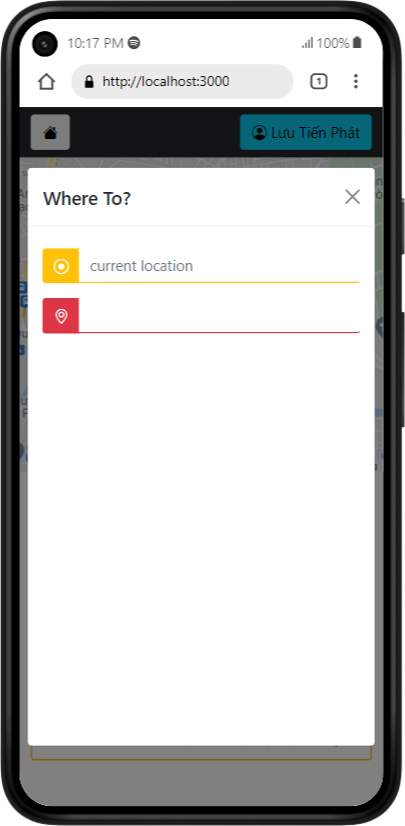 10:17 PM
100%
http://localhost:3000
1
Lưu Tiến Phát
Where To?
current location